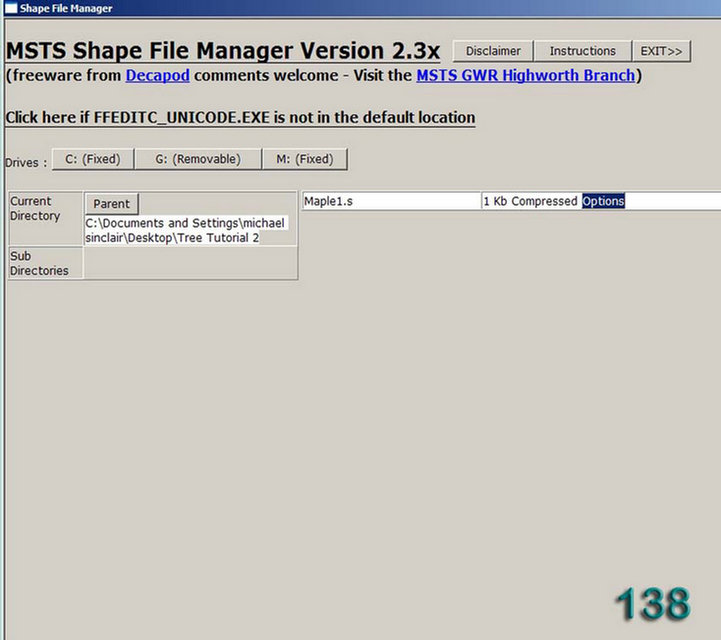 Shape File Manager
MSTS Shape File Manager Version 2.3x
Disclaimer Instructions EXIT>>
(freeware from Decapod comments welcome - Visit the MSTS GWR Highworth Branch)
Click here if FFEDITC_UNICODE.EXE is not in the default location
Drives : C: (Fixed) G: (Removable) M: (Fixed)
Current Directory
Parent
C:\Documents and Settings\michael
sinclair\Desktop\Tree Tutorial 2
Sub
Directories
Maple1.s 1 Kb Compressed Options
138